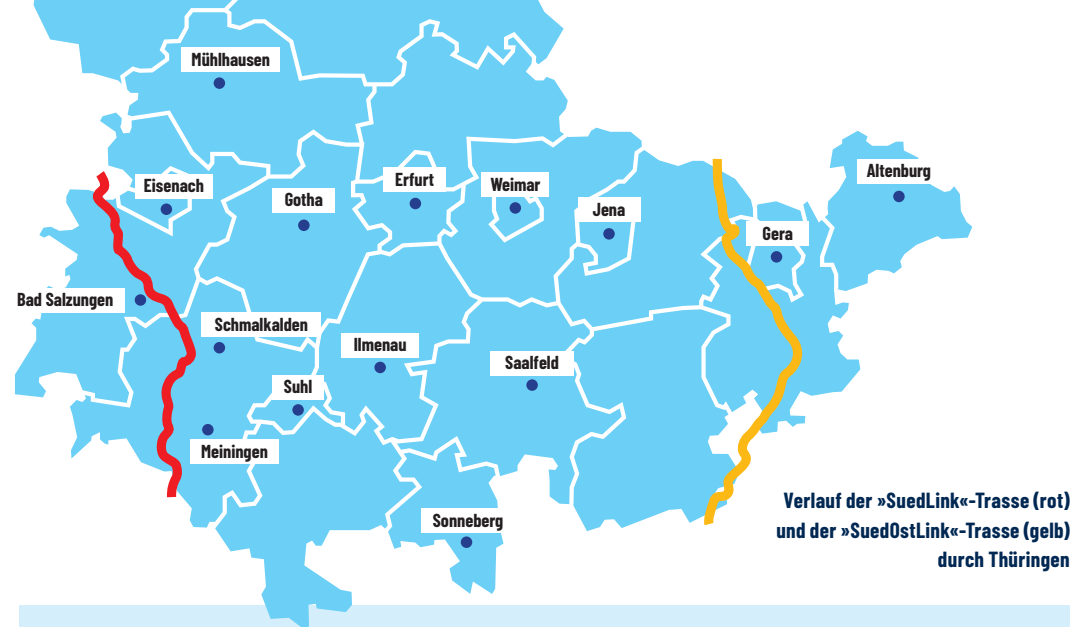 Mühlhausen
Altenburg
Eisenach
Erfurt
Weimar
Gotha
Jena
Gera
Bad Salzungen
Schmalkalden
Ilmenau
Saalfeld
Suhl
Meiningen
Sonneberg
Verlauf der »SuedLink«-Trasse (rot)
und der »SuedOstLink«-Trasse (gelb)
durch Thüringen